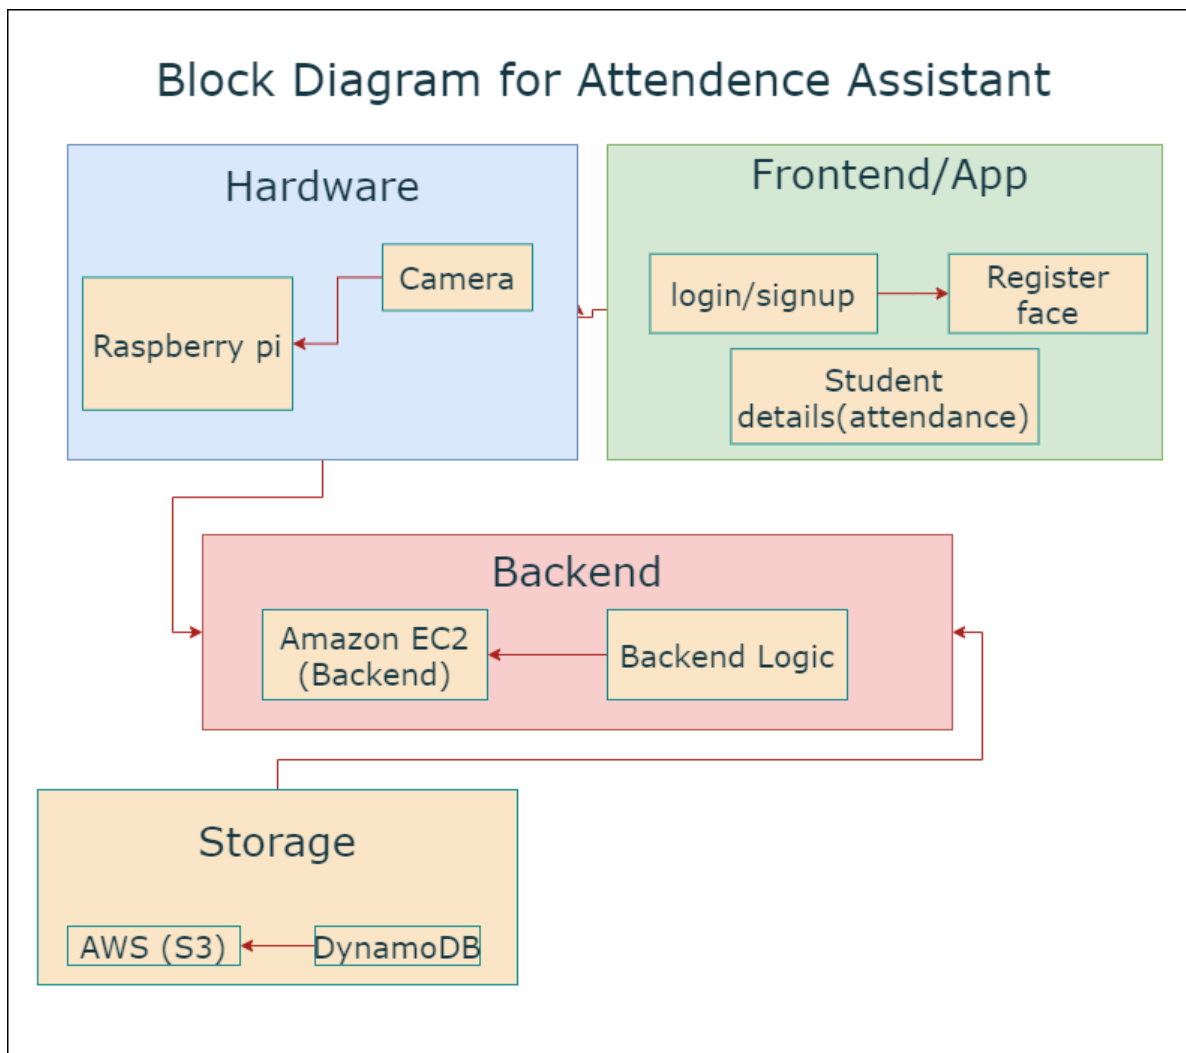 Block Diagram for Attendence Assistant
Hardware
Camera
Raspberry pi
Frontend/App
login/signup
Register
face
Student
details(attendance)
Backend
Amazon EC2
(Backend)
Backend Logic
Storage
AWS (S3)
DynamoDB